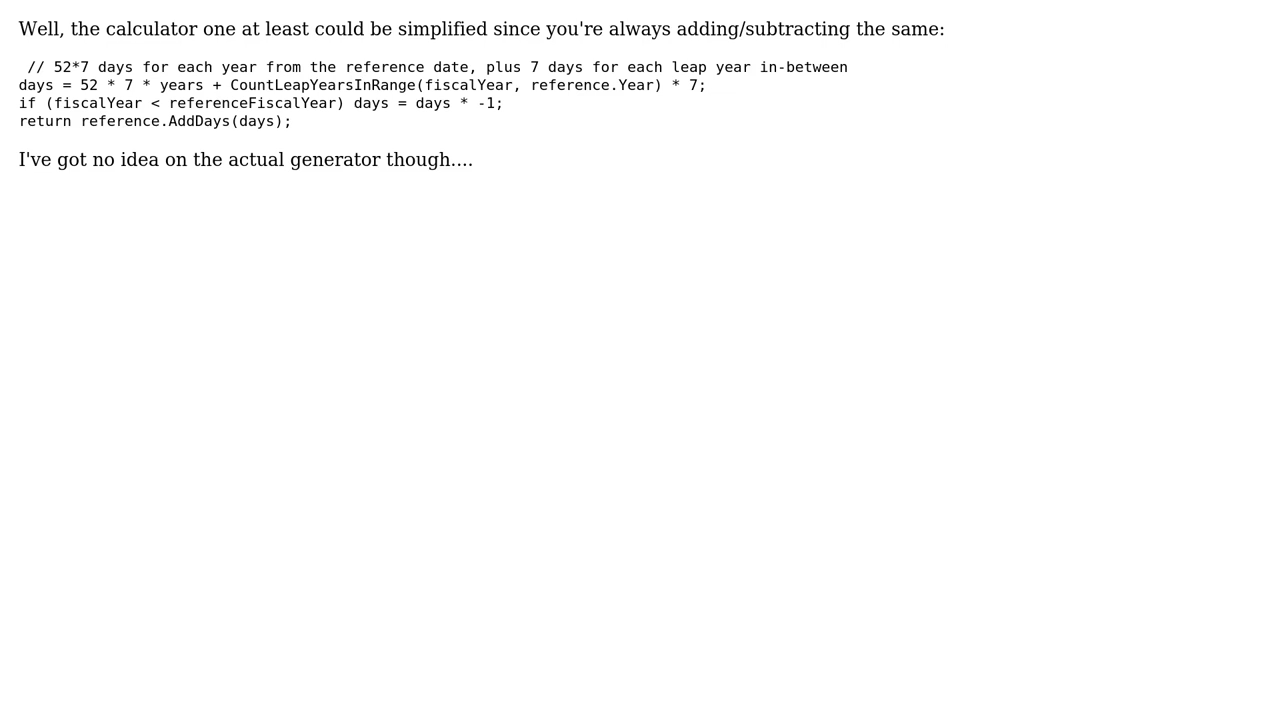 Well, the calculator one at least could be simplified since you're always adding/subtracting the same:
// 52*7 days for each year from the reference date, plus 7 days for each leap year in-between
days = 52 * 7 * years + CountLeapYearsInRange(fiscalYear, reference.Year) * 7;
if (fiscalYear < referenceFiscalYear) days = days * -1;
return reference.AddDays(days);
I've got no idea on the actual generator though....